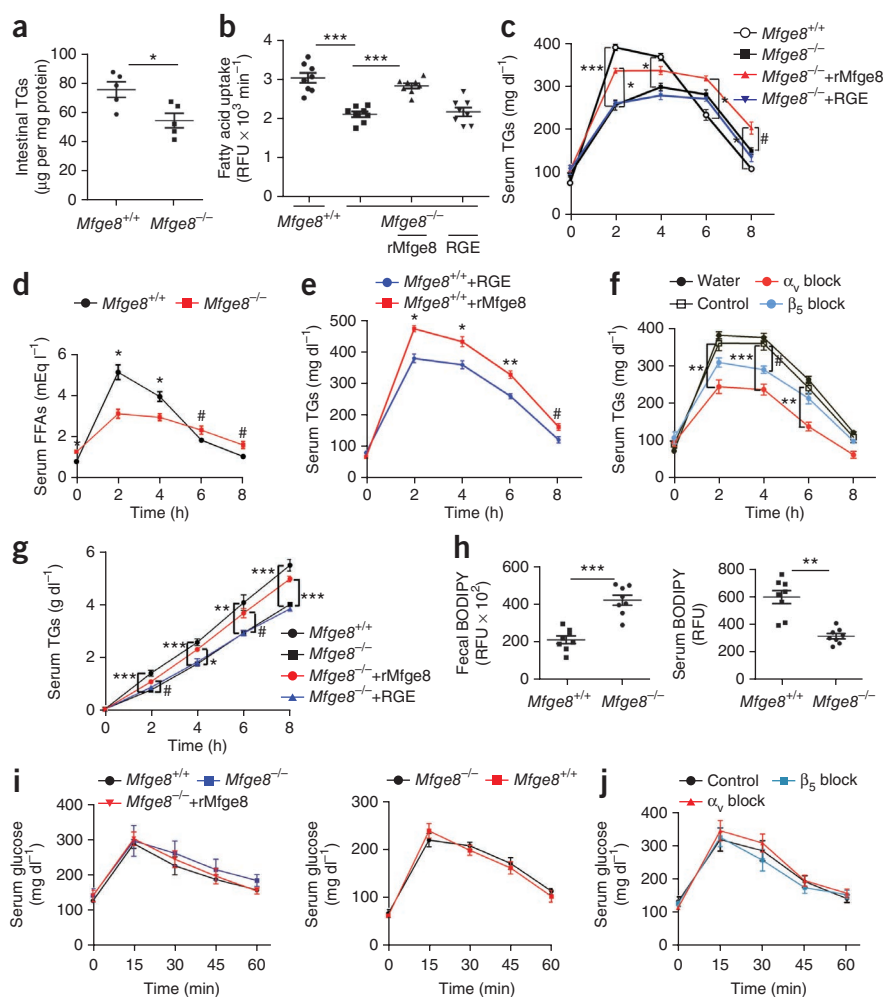 a
Intestinal TGs
(μg per mg protein)
100
80
60
40
20
0
*
Mfge8+/+
Mfge8−/−
b
Fatty acid uptake
(RFU × 10³ min⁻¹)
4
3
2
1
0
***
***
Mfge8+/+
Mfge8−/−
rMfge8
RGE
c
Serum TGs (mg dl⁻¹)
400
300
200
100
0
***
*
*
*
*
#
0 2 4 6 8
Time (h)
Mfge8+/+
Mfge8−/−
Mfge8−/−+rMfge8
Mfge8−/−+RGE
d
Mfge8+/+
Mfge8−/−
Serum FFAs (mEq l⁻¹)
6
4
2
0
*
*
*
#
#
0 2 4 6 8
Time (h)
e
Mfge8+/++RGE
Mfge8+/++rMfge8
Serum TGs (mg dl⁻¹)
500
400
300
200
100
0
*
*
**
#
0 2 4 6 8
Time (h)
f
Water
αv block
Control
β5 block
Serum TGs (mg dl⁻¹)
400
300
200
100
0
**
***
#
**
0 2 4 6 8
Time (h)
g
Serum TGs (g dl⁻¹)
6
4
2
0
***
#
***
*
**
#
***
***
0 2 4 6 8
Time (h)
Mfge8+/+
Mfge8−/−
Mfge8−/−+rMfge8
Mfge8−/−+RGE
h
Fecal BODIPY
(RFU × 10²)
600
400
200
0
***
Mfge8+/+
Mfge8−/−
Serum BODIPY
(RFU)
800
600
400
200
0
**
Mfge8+/+
Mfge8−/−
i
Mfge8+/+
Mfge8−/−
Mfge8−/−+rMfge8
Serum glucose
(mg dl⁻¹)
400
300
200
100
0
0 15 30 45 60
Time (min)
Mfge8−/−
Mfge8+/+
Serum glucose
(mg dl⁻¹)
300
200
100
0
0 15 30 45 60
Time (min)
j
Control
β5 block
αv block
Serum glucose
(mg dl⁻¹)
400
300
200
100
0
0 15 30 45 60
Time (min)